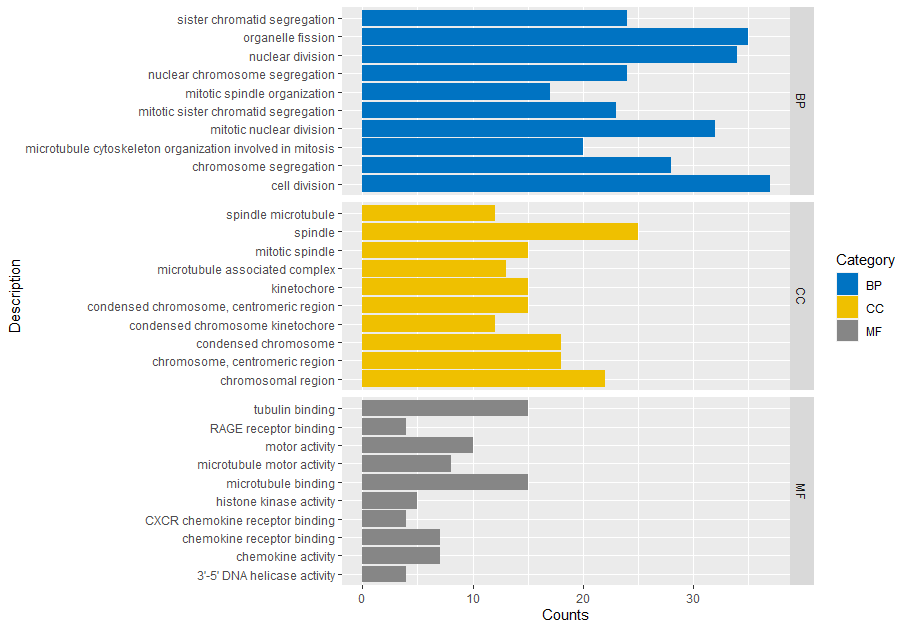 sister chromatid segregation
organelle fission
nuclear division
nuclear chromosome segregation
mitotic spindle organization
mitotic sister chromatid segregation
mitotic nuclear division
microtubule cytoskeleton organization involved in mitosis
chromosome segregation
cell division
BP
spindle microtubule
spindle
mitotic spindle
microtubule associated complex
kinetochore
condensed chromosome, centromeric region
condensed chromosome kinetochore
condensed chromosome
chromosome, centromeric region
chromosomal region
CC
tubulin binding
RAGE receptor binding
motor activity
microtubule motor activity
microtubule binding
histone kinase activity
CXCR chemokine receptor binding
chemokine receptor binding
chemokine activity
3'-5' DNA helicase activity
MF
0 10 20 30
Counts
Description
Category
BP
CC
MF